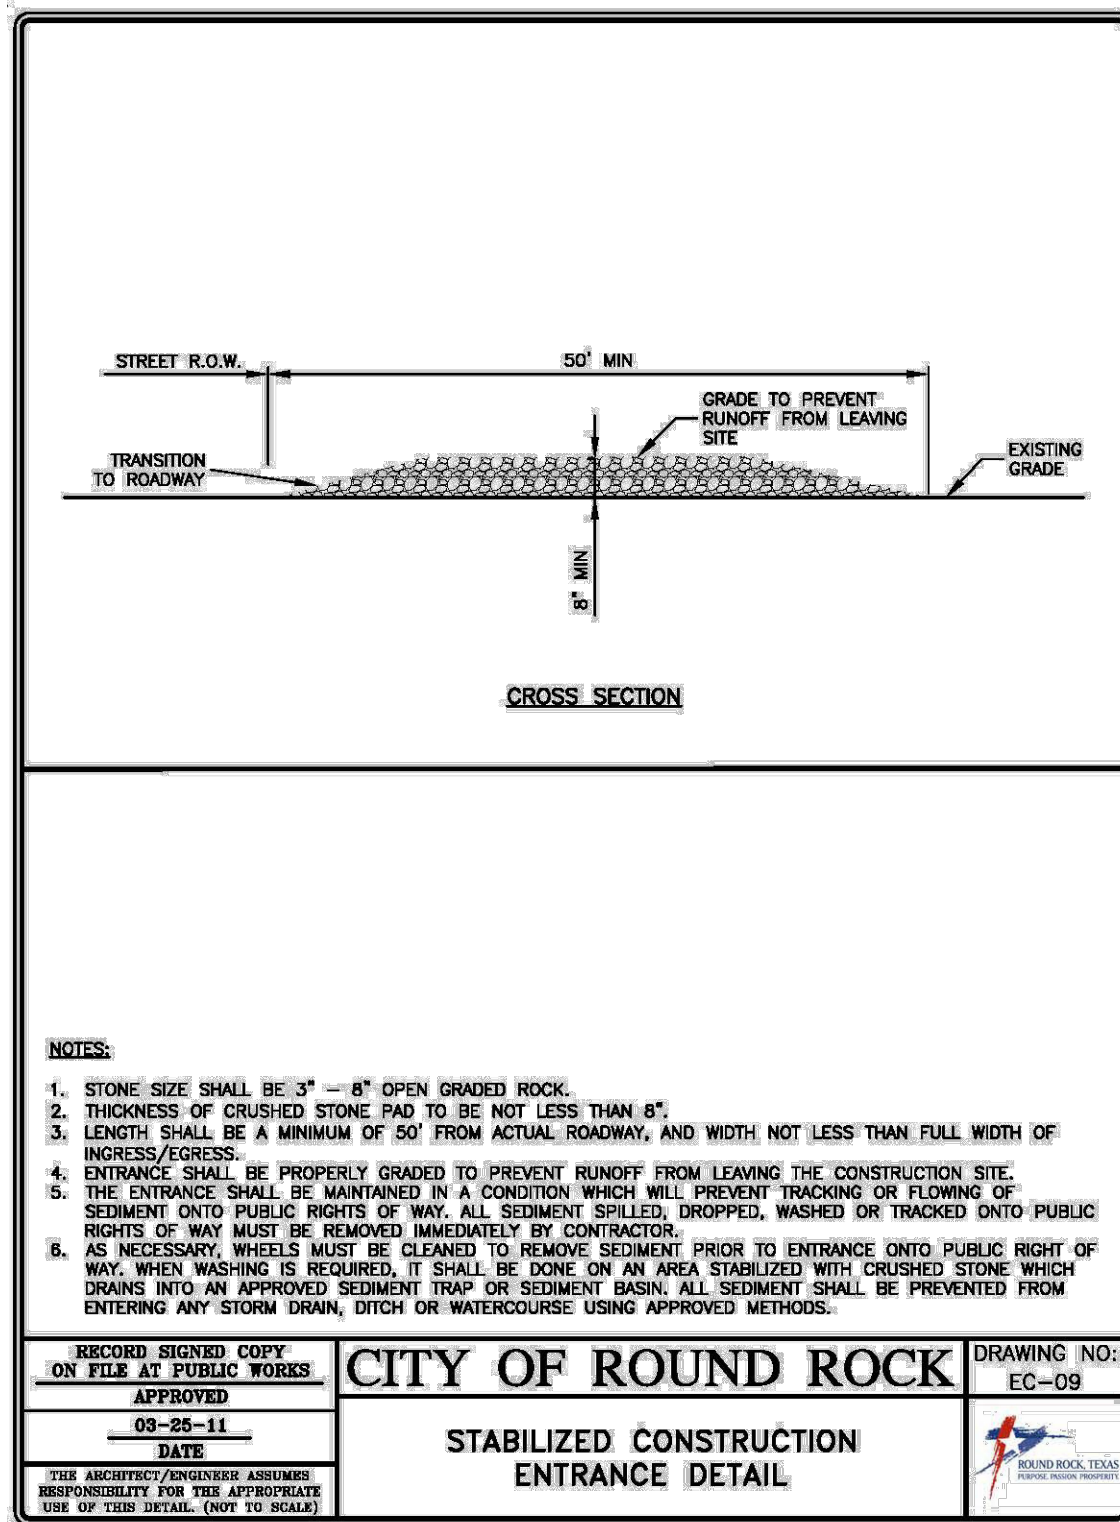 STREET R.O.W.
50' MIN
GRADE TO PREVENT
RUNOFF FROM LEAVING
SITE
TRANSITION
TO ROADWAY
EXISTING
GRADE
8" MIN
CROSS SECTION
NOTES:
1. STONE SIZE SHALL BE 3" – 8" OPEN GRADED ROCK.
2. THICKNESS OF CRUSHED STONE PAD TO BE NOT LESS THAN 8".
3. LENGTH SHALL BE A MINIMUM OF 50' FROM ACTUAL ROADWAY, AND WIDTH NOT LESS THAN FULL WIDTH OF
INGRESS/EGRESS.
4. ENTRANCE SHALL BE PROPERLY GRADED TO PREVENT RUNOFF FROM LEAVING THE CONSTRUCTION SITE.
5. THE ENTRANCE SHALL BE MAINTAINED IN A CONDITION WHICH WILL PREVENT TRACKING OR FLOWING OF
SEDIMENT ONTO PUBLIC RIGHTS OF WAY. ALL SEDIMENT SPILLED, DROPPED, WASHED OR TRACKED ONTO PUBLIC
RIGHTS OF WAY MUST BE REMOVED IMMEDIATELY BY CONTRACTOR.
6. AS NECESSARY, WHEELS MUST BE CLEANED TO REMOVE SEDIMENT PRIOR TO ENTRANCE ONTO PUBLIC RIGHT OF
WAY. WHEN WASHING IS REQUIRED, IT SHALL BE DONE ON AN AREA STABILIZED WITH CRUSHED STONE WHICH
DRAINS INTO AN APPROVED SEDIMENT TRAP OR SEDIMENT BASIN. ALL SEDIMENT SHALL BE PREVENTED FROM
ENTERING ANY STORM DRAIN, DITCH OR WATERCOURSE USING APPROVED METHODS.
RECORD SIGNED COPY
ON FILE AT PUBLIC WORKS
APPROVED
03-25-11
DATE
THE ARCHITECT/ENGINEER ASSUMES
RESPONSIBILITY FOR THE APPROPRIATE
USE OF THIS DETAIL. (NOT TO SCALE)
CITY OF ROUND ROCK
STABILIZED CONSTRUCTION
ENTRANCE DETAIL
DRAWING NO:
EC-09
ROUND ROCK, TEXAS
PURPOSE. PASSION. PROSPERITY